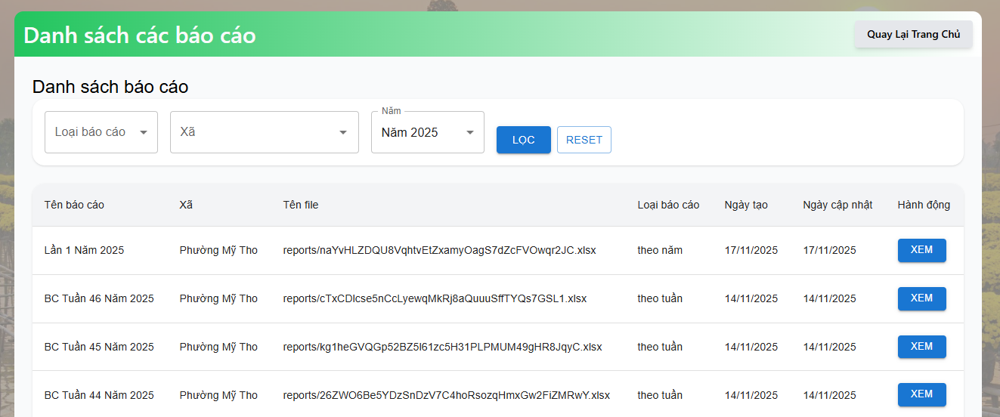 Danh sách các báo cáo
Quay Lại Trang Chủ
Danh sách báo cáo
Loại báo cáo
Xã
Năm
Năm 2025
LỌC
RESET
Tên báo cáo Xã Tên file Loại báo cáo Ngày tạo Ngày cập nhật Hành động
Lần 1 Năm 2025 Phường Mỹ Tho reports/naYvHLZDQU8VqhtvEtZxamyOagS7dZcFVOwqr2JC.xlsx theo năm 17/11/2025 17/11/2025 XEM
BC Tuần 46 Năm 2025 Phường Mỹ Tho reports/cTxCDlcse5nCcLyewqMkRj8aQuuuSffTYQs7GSL1.xlsx theo tuần 14/11/2025 14/11/2025 XEM
BC Tuần 45 Năm 2025 Phường Mỹ Tho reports/kg1heGVQGp52BZ5l61zc5H31PLPMUM49gHR8JqyC.xlsx theo tuần 14/11/2025 14/11/2025 XEM
BC Tuần 44 Năm 2025 Phường Mỹ Tho reports/26ZWO6Be5YDzSnDzV7C4hoRsozqHmxGw2FiZMRwY.xlsx theo tuần 14/11/2025 14/11/2025 XEM